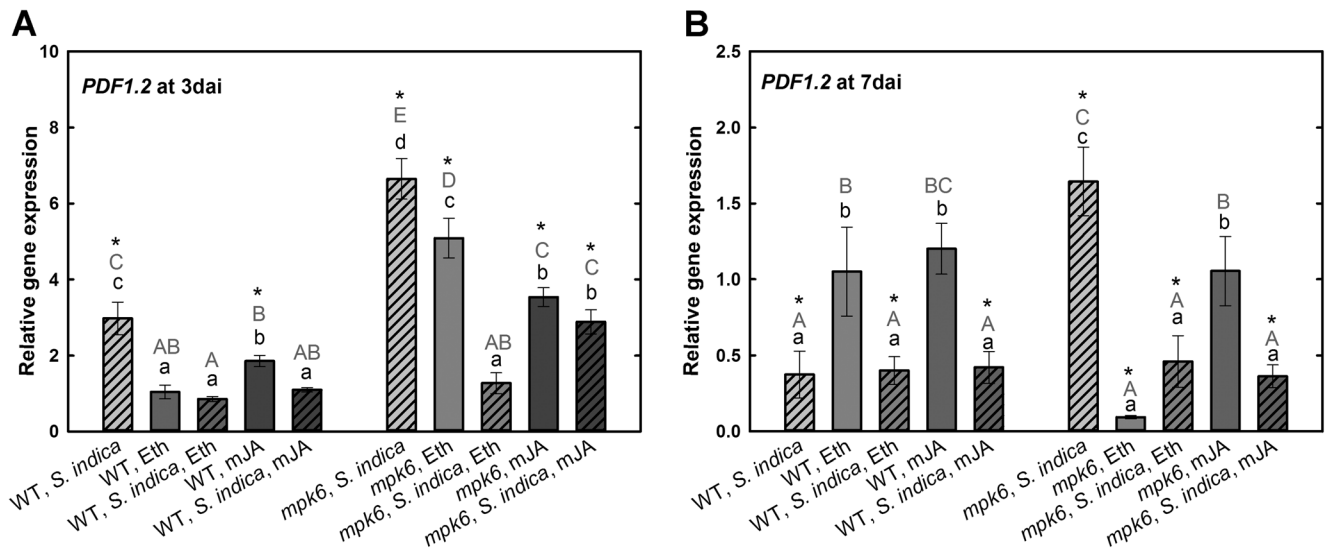 A
PDF1.2 at 3dai
Relative gene expression
10
8
6
4
2
0
*
C
c
AB
a
A
a
*
B
b
AB
a
*
E
d
*
D
c
AB
a
*
C
b
*
C
b
WT, S. indica
WT, Eth
WT, S. indica, Eth
WT, mJA
WT, S. indica, mJA
mpk6, S. indica
mpk6, Eth
mpk6, S. indica, Eth
mpk6, mJA
mpk6, S. indica, mJA
B
PDF1.2 at 7dai
Relative gene expression
2.5
2.0
1.5
1.0
0.5
0.0
*
A
a
B
b
*
A
a
BC
b
*
A
a
*
C
c
*
A
a
*
A
a
B
b
*
A
a
WT, S. indica
WT, Eth
WT, S. indica, Eth
WT, mJA
WT, S. indica, mJA
mpk6, S. indica
mpk6, Eth
mpk6, S. indica, Eth
mpk6, mJA
mpk6, S. indica, mJA